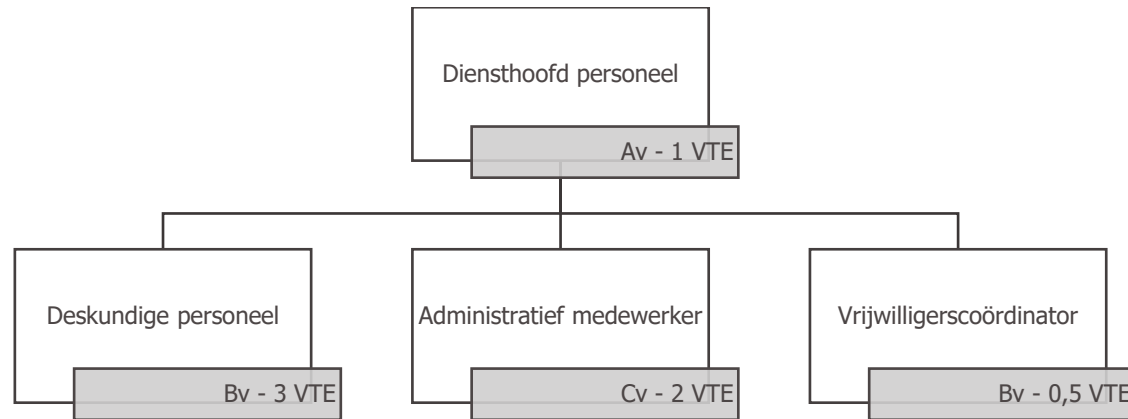 Diensthoofd personeel
Av - 1 VTE
Deskundige personeel
Bv - 3 VTE
Administratief medewerker
Cv - 2 VTE
Vrijwilligerscoördinator
Bv - 0,5 VTE